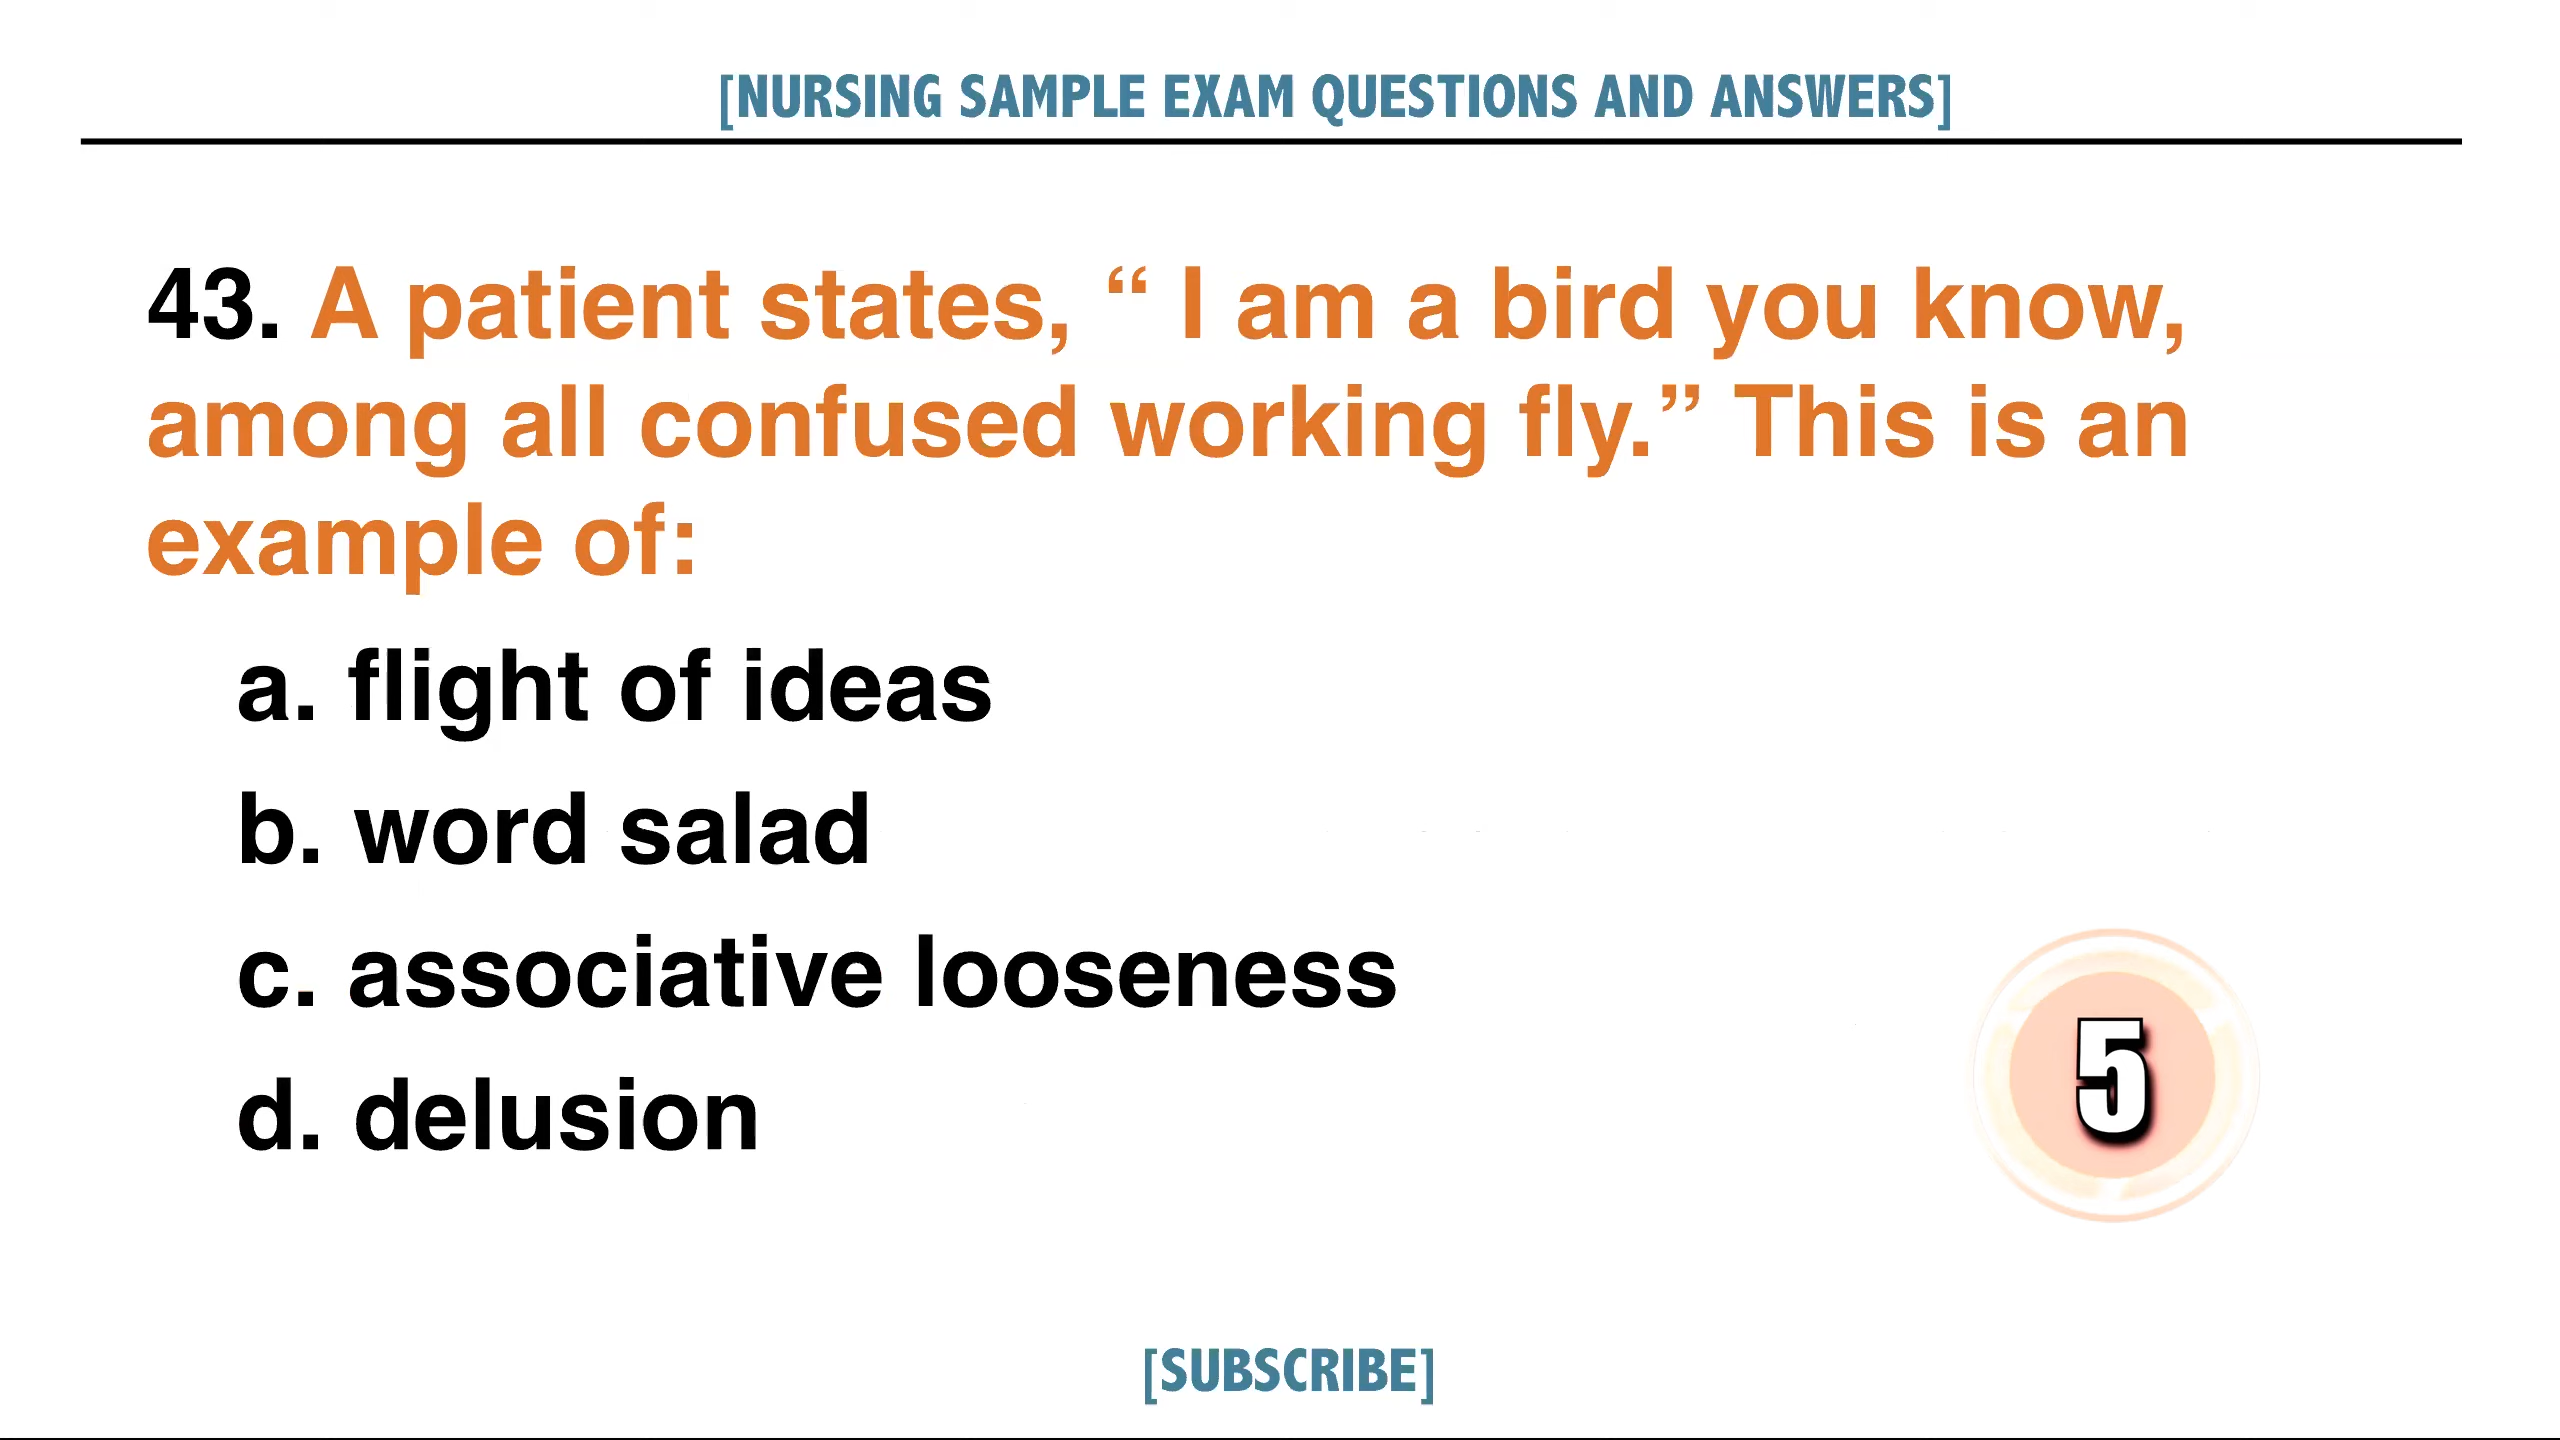 [NURSING SAMPLE EXAM QUESTIONS AND ANSWERS]
43. A patient states, “ I am a bird you know,
among all confused working fly.” This is an
example of:
a. flight of ideas
b. word salad
c. associative looseness
d. delusion
5
[SUBSCRIBE]